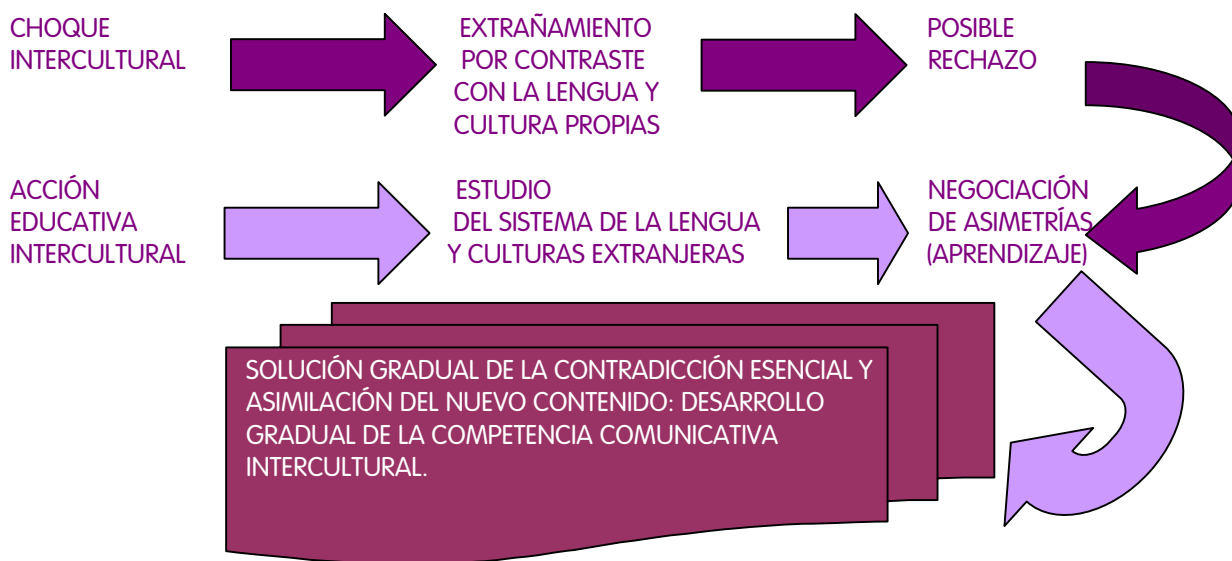 CHOQUE
INTERCULTURAL
EXTRAÑAMIENTO
POR CONTRASTE
CON LA LENGUA Y
CULTURA PROPIAS
POSIBLE
RECHAZO
ACCIÓN
EDUCATIVA
INTERCULTURAL
ESTUDIO
DEL SISTEMA DE LA LENGUA
Y CULTURAS EXTRANJERAS
NEGOCIACIÓN
DE ASIMETRÍAS
(APRENDIZAJE)
SOLUCIÓN GRADUAL DE LA CONTRADICCIÓN ESENCIAL Y
ASIMILACIÓN DEL NUEVO CONTENIDO: DESARROLLO
GRADUAL DE LA COMPETENCIA COMUNICATIVA
INTERCULTURAL.